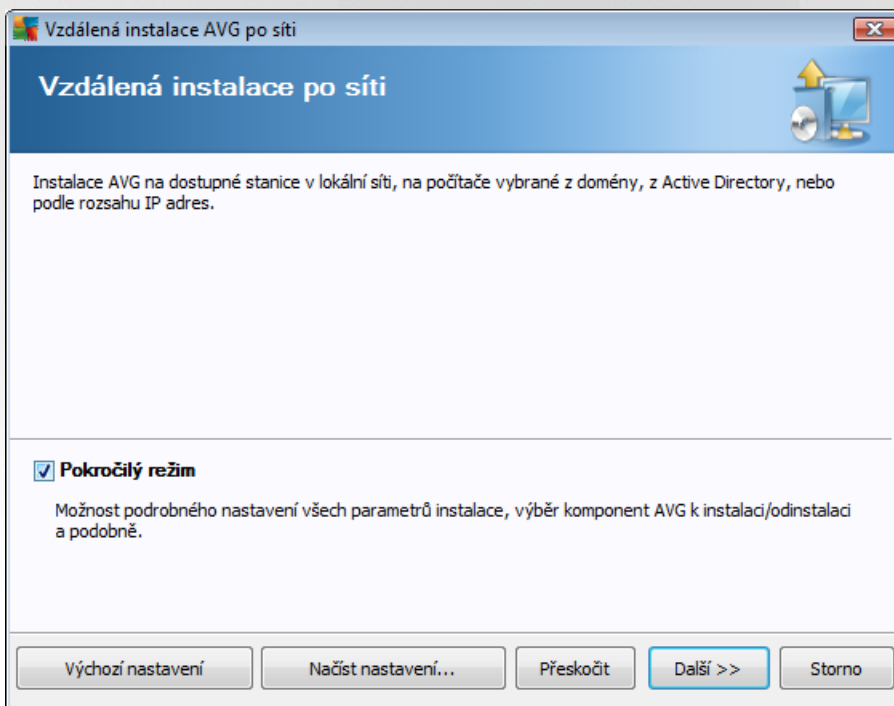 Vzdálená instalace AVG po síti
Vzdálená instalace po síti
Instalace AVG na dostupné stanice v lokální síti, na počítače vybrané z domény, z Active Directory, nebo
podle rozsahu IP adres.
Pokročilý režim
Možnost podrobného nastavení všech parametrů instalace, výběr komponent AVG k instalaci/odinstalaci
a podobně.
Výchozí nastavení
Načíst nastavení...
Přeskočit
Další >>
Storno